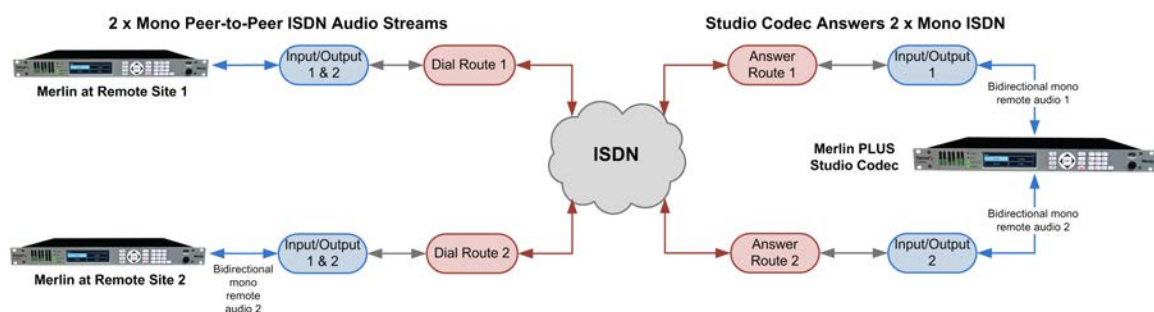 2 x Mono Peer-to-Peer ISDN Audio Streams
Studio Codec Answers 2 x Mono ISDN
Input/Output
1 & 2
Dial Route 1
Merlin at Remote Site 1
Answer
Route 1
Input/Output
1
Bidirectional mono
remote audio 1
ISDN
Merlin PLUS
Studio Codec
Bidirectional mono
remote audio 2
Input/Output
1 & 2
Dial Route 2
Merlin at Remote Site 2
Bidirectional
mono
remote
audio 2
Answer
Route 2
Input/Output
2